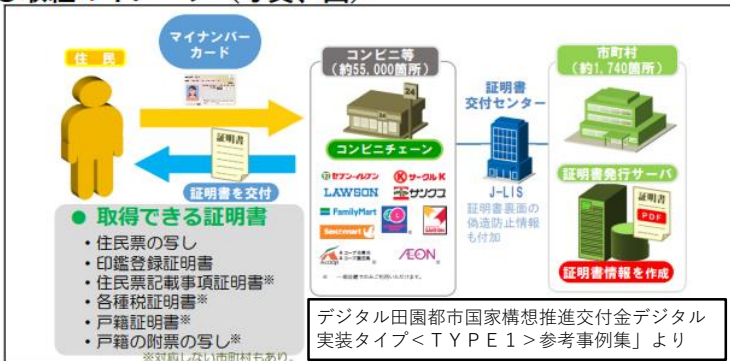 マイナンバー
カード
住 民
証明書
証明書を交付
● 取得できる証明書
・住民票の写し
・印鑑登録証明書
・住民票記載事項証明書※
・各種税証明書※
・戸籍証明書※
・戸籍の附票の写し※
※対応しない市町村もあり。
コンビニ等
(約55,000箇所)
24
コンビニチェーン
セブン-イレブン
サークルK
LAWSON
サンクス
FamilyMart
Seicomart
ÆON
証明書
交付センター
J-LIS
証明書裏面の
偽造防止情報
も付加
市町村
(約1,740箇所)
証明書発行サーバ
証明書
PDF
証明書情報を作成
デジタル田園都市国家構想推進交付金デジタル
実装タイプ<TYPE1>参考事例集」より